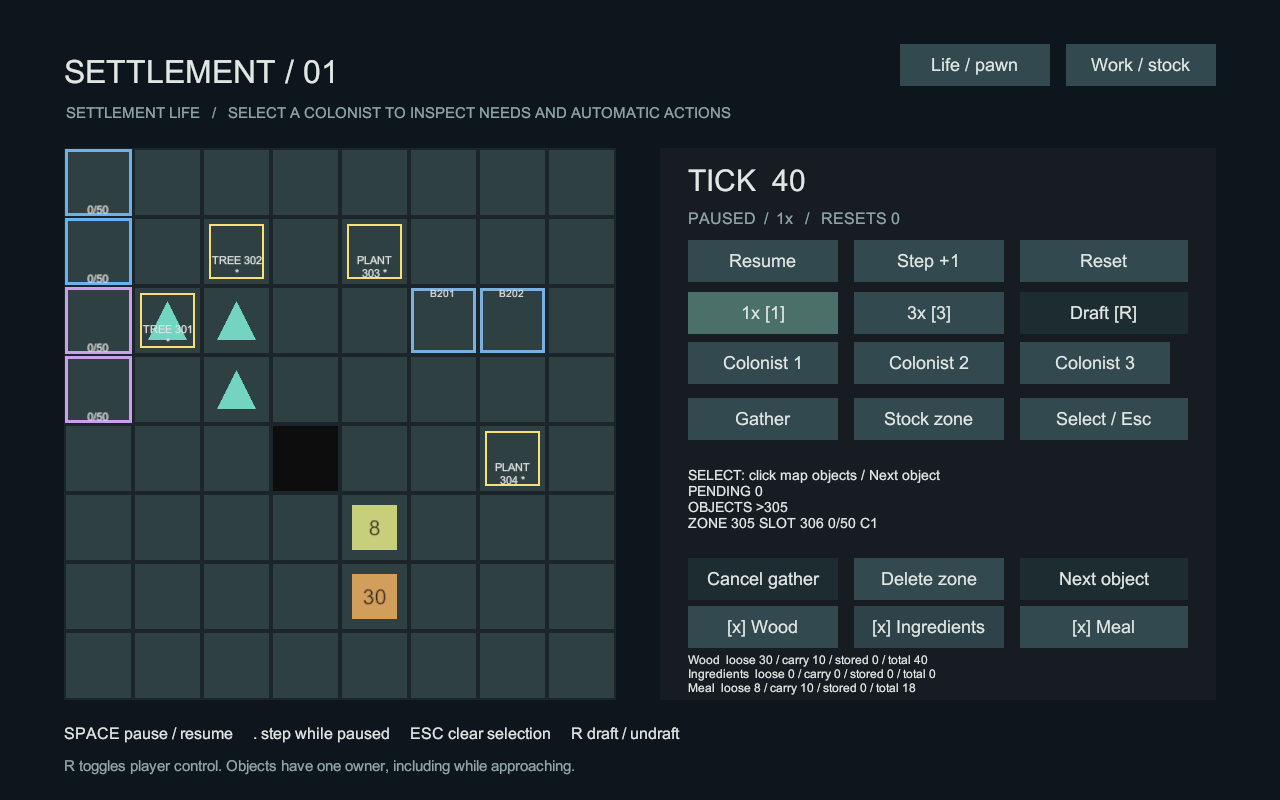 SETTLEMENT / 01
Life / pawn
Work / stock
SETTLEMENT LIFE / SELECT A COLONIST TO INSPECT NEEDS AND AUTOMATIC ACTIONS
0/50
0/50
TREE 302
*
PLANT
303 *
0/50
TREE 301
*
B201
B202
0/50
PLANT
304 *
8
30
TICK 40
PAUSED / 1x / RESETS 0
Resume
Step +1
Reset
1x [1]
3x [3]
Draft [R]
Colonist 1
Colonist 2
Colonist 3
Gather
Stock zone
Select / Esc
SELECT: click map objects / Next object
PENDING 0
OBJECTS >305
ZONE 305 SLOT 306 0/50 C1
Cancel gather
Delete zone
Next object
[x] Wood
[x] Ingredients
[x] Meal
Wood loose 30 / carry 10 / stored 0 / total 40
Ingredients loose 0 / carry 0 / stored 0 / total 0
Meal loose 8 / carry 10 / stored 0 / total 18
SPACE pause / resume . step while paused ESC clear selection R draft / undraft
R toggles player control. Objects have one owner, including while approaching.